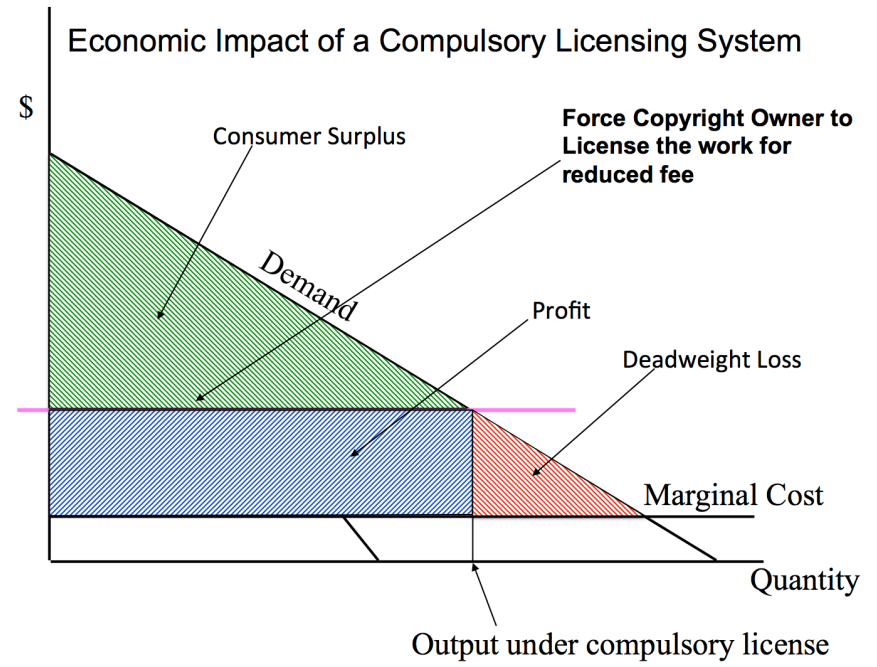 Economic Impact of a Compulsory Licensing System
$
Force Copyright Owner to
License the work for
reduced fee
Consumer Surplus
Demand
Profit
Deadweight Loss
Marginal Cost
Quantity
Output under compulsory license